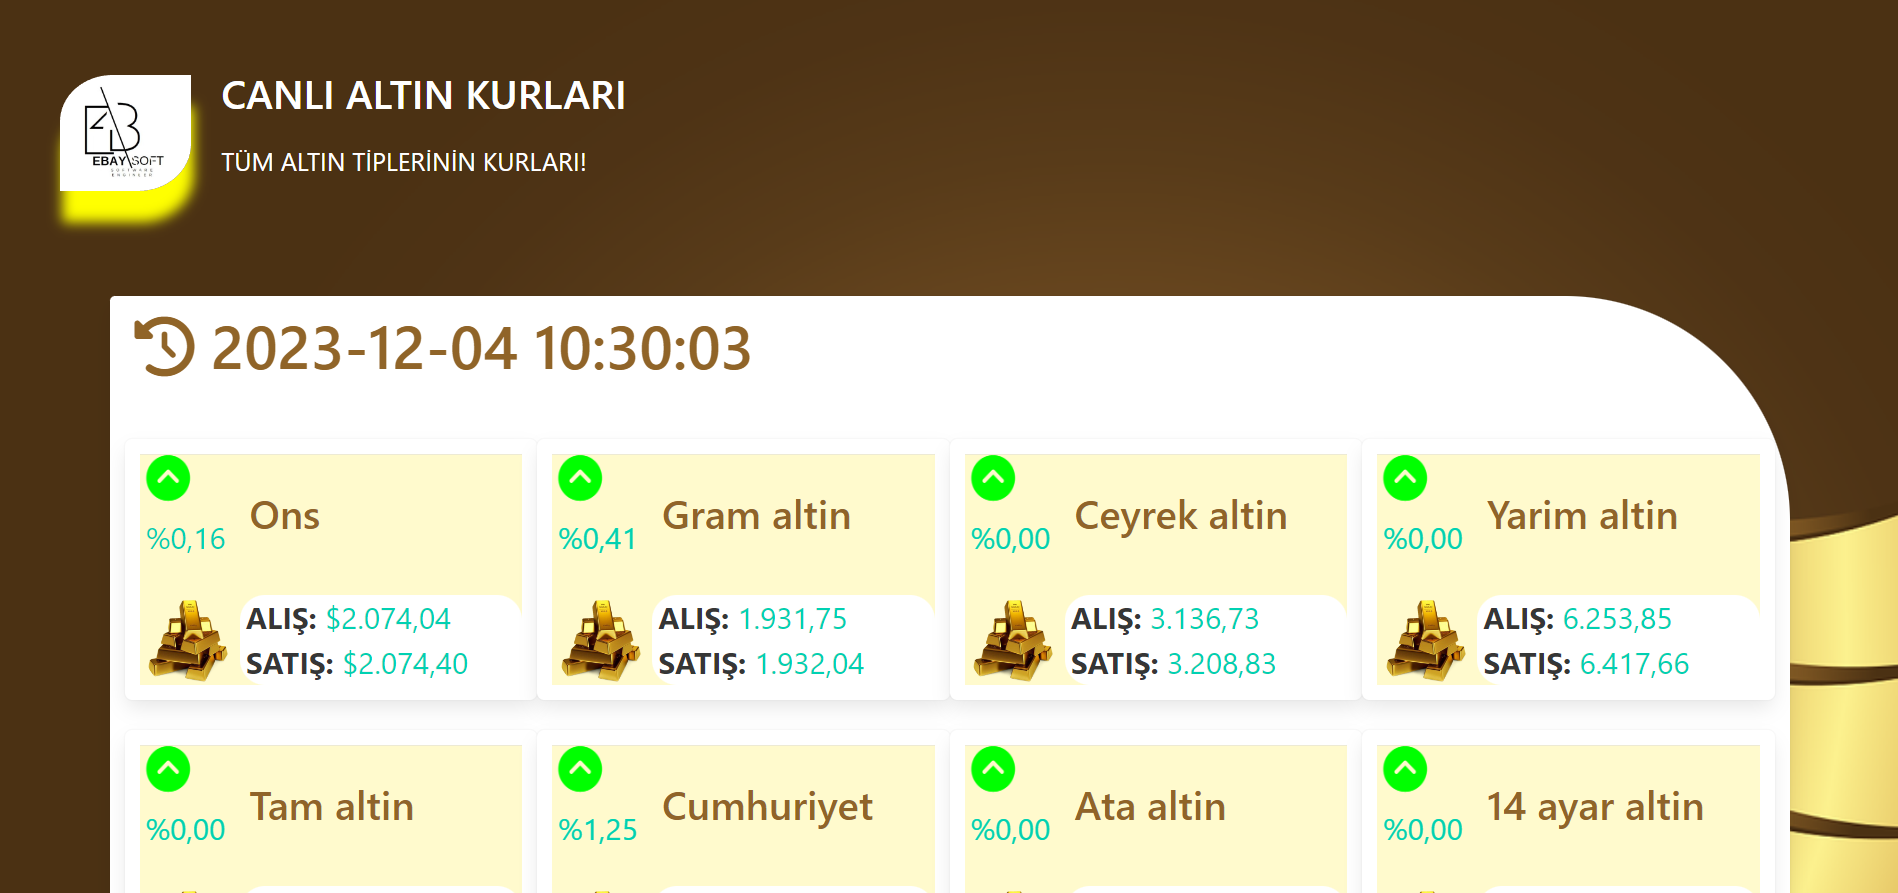 EBAY SOFT
SOFTWARE
ENGINEER
CANLI ALTIN KURLARI
TÜM ALTIN TİPLERİNİN KURLARI!
2023-12-04 10:30:03
%0,16
Ons
ALIŞ: $2.074,04
SATIŞ: $2.074,40
%0,41
Gram altin
ALIŞ: 1.931,75
SATIŞ: 1.932,04
%0,00
Ceyrek altin
ALIŞ: 3.136,73
SATIŞ: 3.208,83
%0,00
Yarim altin
ALIŞ: 6.253,85
SATIŞ: 6.417,66
%0,00
Tam altin
%1,25
Cumhuriyet
%0,00
Ata altin
%0,00
14 ayar altin